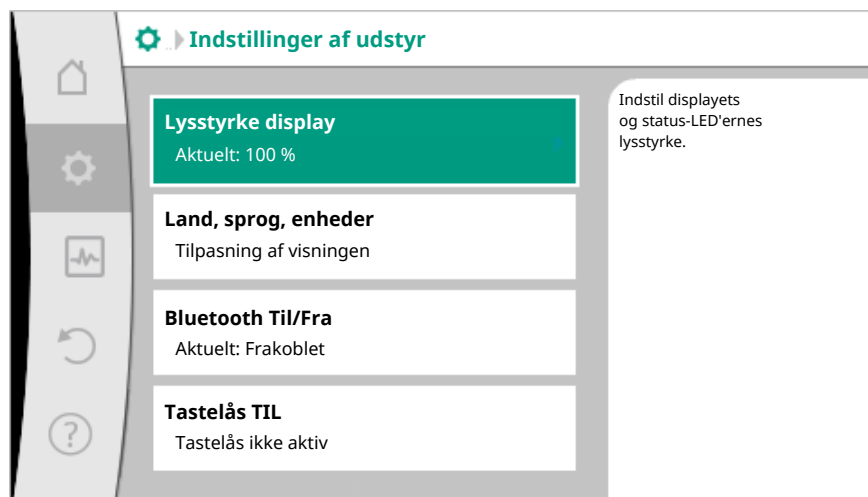 Indstillinger af udstyr
Lysstyrke display
Aktuelt: 100 %
Land, sprog, enheder
Tilpasning af visningen
Bluetooth Til/Fra
Aktuelt: Frakoblet
Tastelås TIL
Tastelås ikke aktiv
Indstil displayets
og status-LED'ernes
lysstyrke.